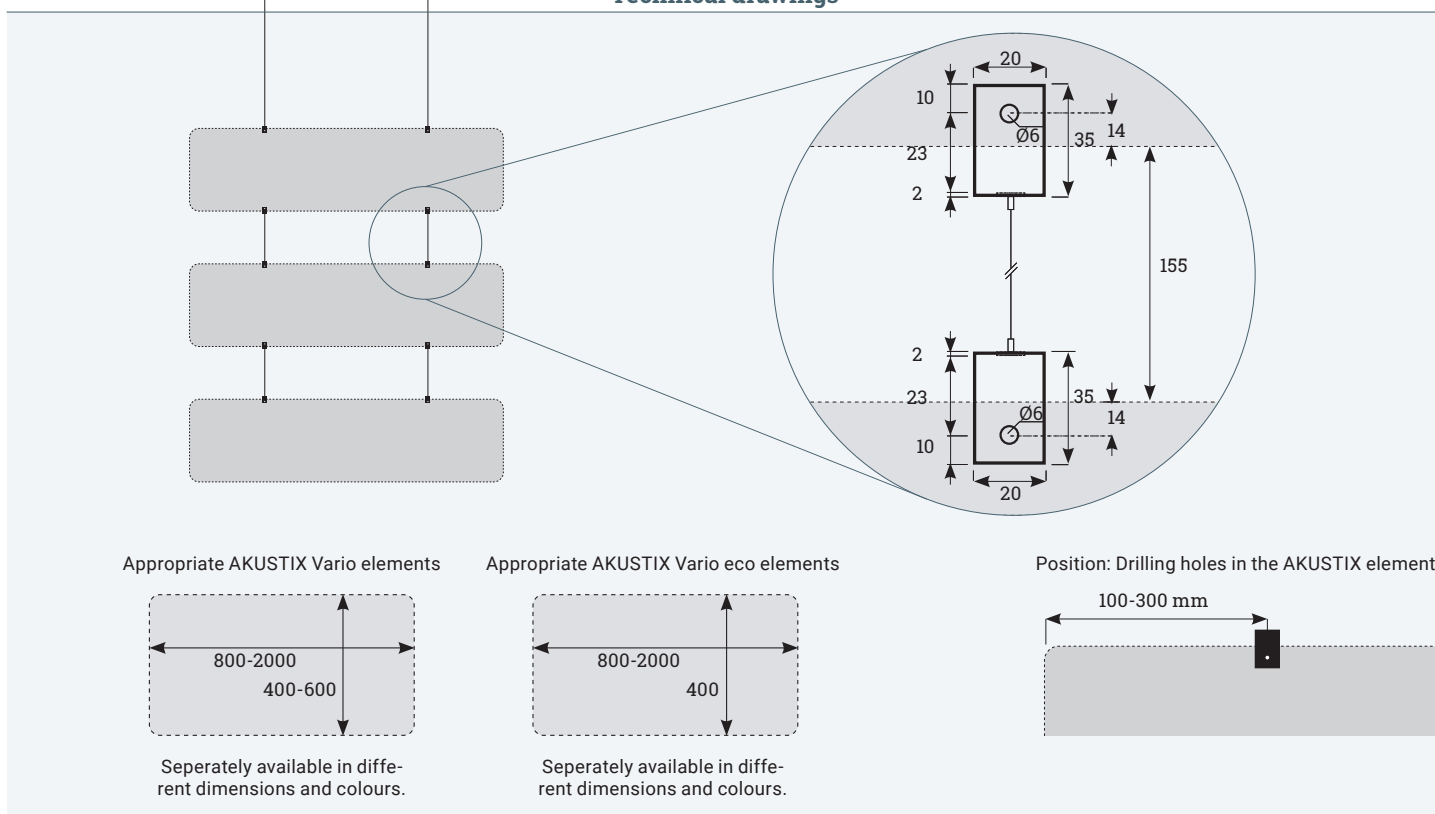 Technical drawings
20
10
Ø6
14
35
23
2
155
2
23
35
Ø6
14
10
20
Appropriate AKUSTIX Vario elements
Appropriate AKUSTIX Vario eco elements
Position: Drilling holes in the AKUSTIX element
100-300 mm
800-2000
400-600
800-2000
400
Seperately available in diffe-
rent dimensions and colours.
Seperately available in diffe-
rent dimensions and colours.